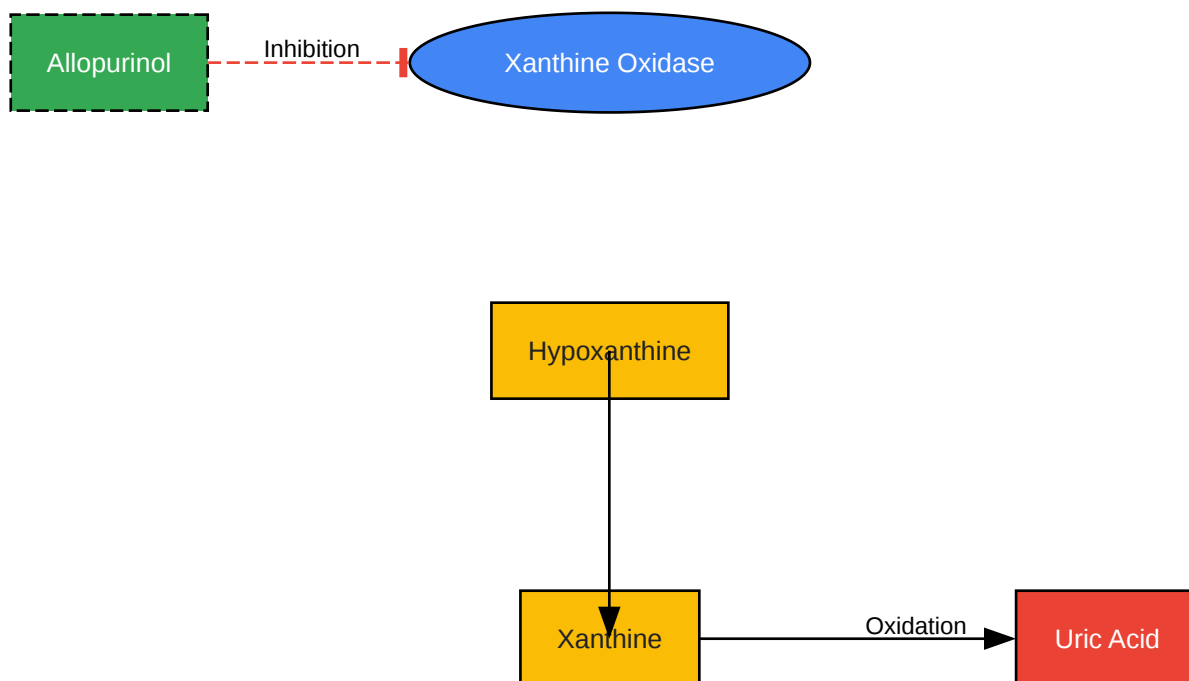 Allopurinol
Inhibition
Xanthine Oxidase
Hypoxanthine
Xanthine
Oxidation
Uric Acid